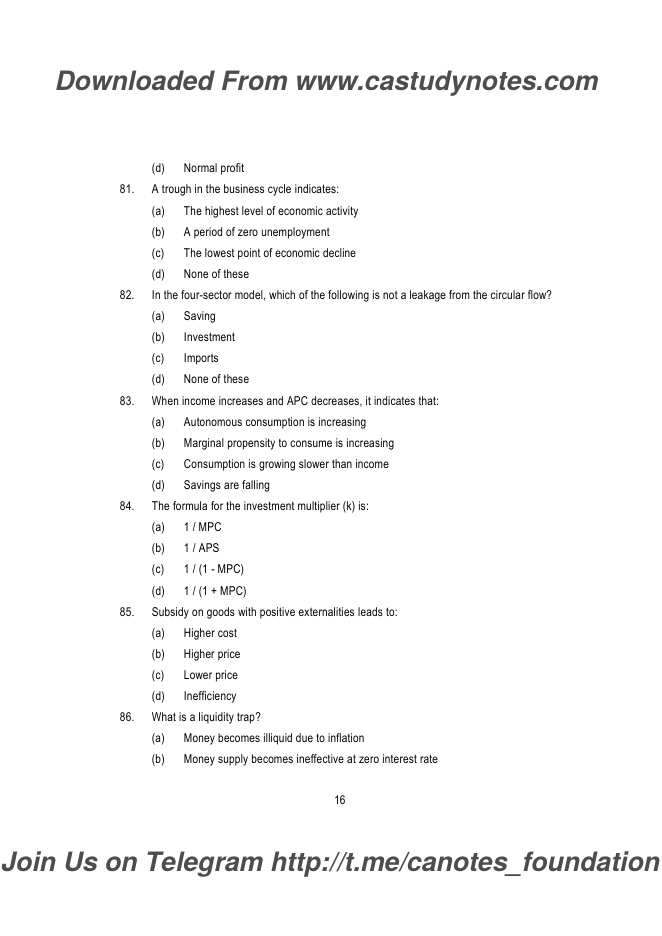 Downloaded From www.castudynotes.com
(d) Normal profit
81. A trough in the business cycle indicates:
(a) The highest level of economic activity
(b) A period of zero unemployment
(c) The lowest point of economic decline
(d) None of these
82. In the four-sector model, which of the following is not a leakage from the circular flow?
(a) Saving
(b) Investment
(c) Imports
(d) None of these
83. When income increases and APC decreases, it indicates that:
(a) Autonomous consumption is increasing
(b) Marginal propensity to consume is increasing
(c) Consumption is growing slower than income
(d) Savings are falling
84. The formula for the investment multiplier (k) is:
(a) 1 / MPC
(b) 1 / APS
(c) 1 / (1 - MPC)
(d) 1 / (1 + MPC)
85. Subsidy on goods with positive externalities leads to:
(a) Higher cost
(b) Higher price
(c) Lower price
(d) Inefficiency
86. What is a liquidity trap?
(a) Money becomes illiquid due to inflation
(b) Money supply becomes ineffective at zero interest rate
16
Join Us on Telegram http://t.me/canotes_foundation